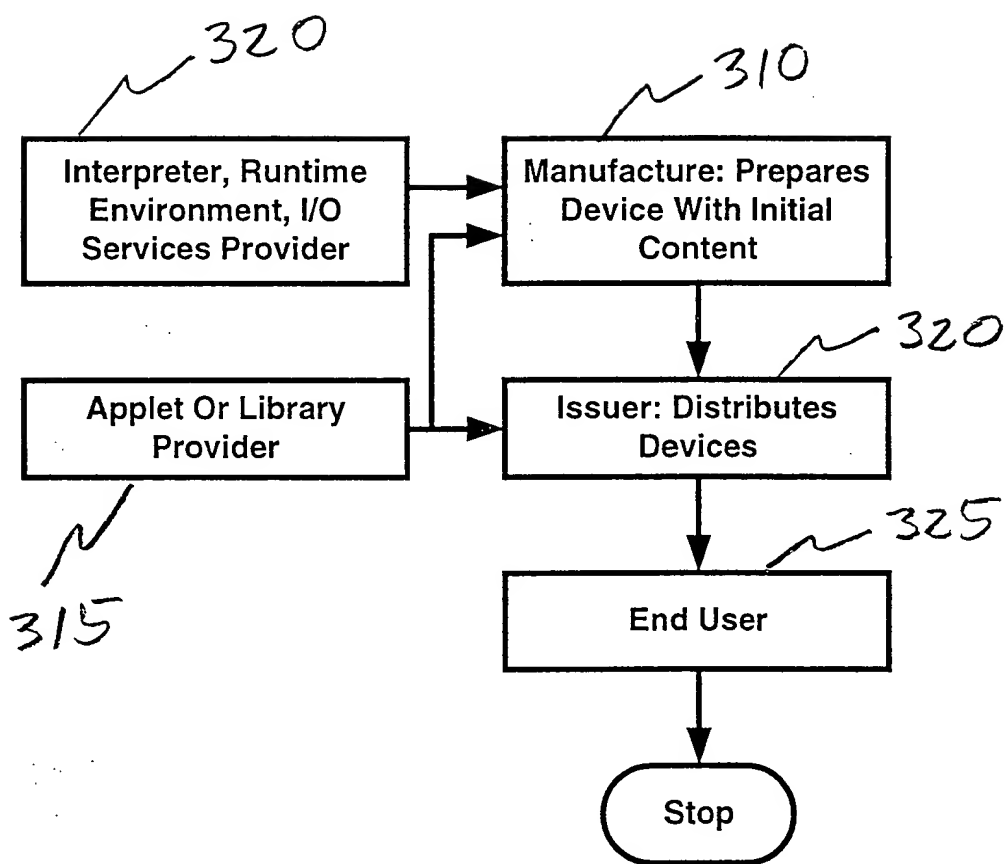 320
310
Interpreter, Runtime
Environment, I/O
Services Provider
Manufacture: Prepares
Device With Initial
Content
320
Applet Or Library
Provider
Issuer: Distributes
Devices
325
315
End User
Stop